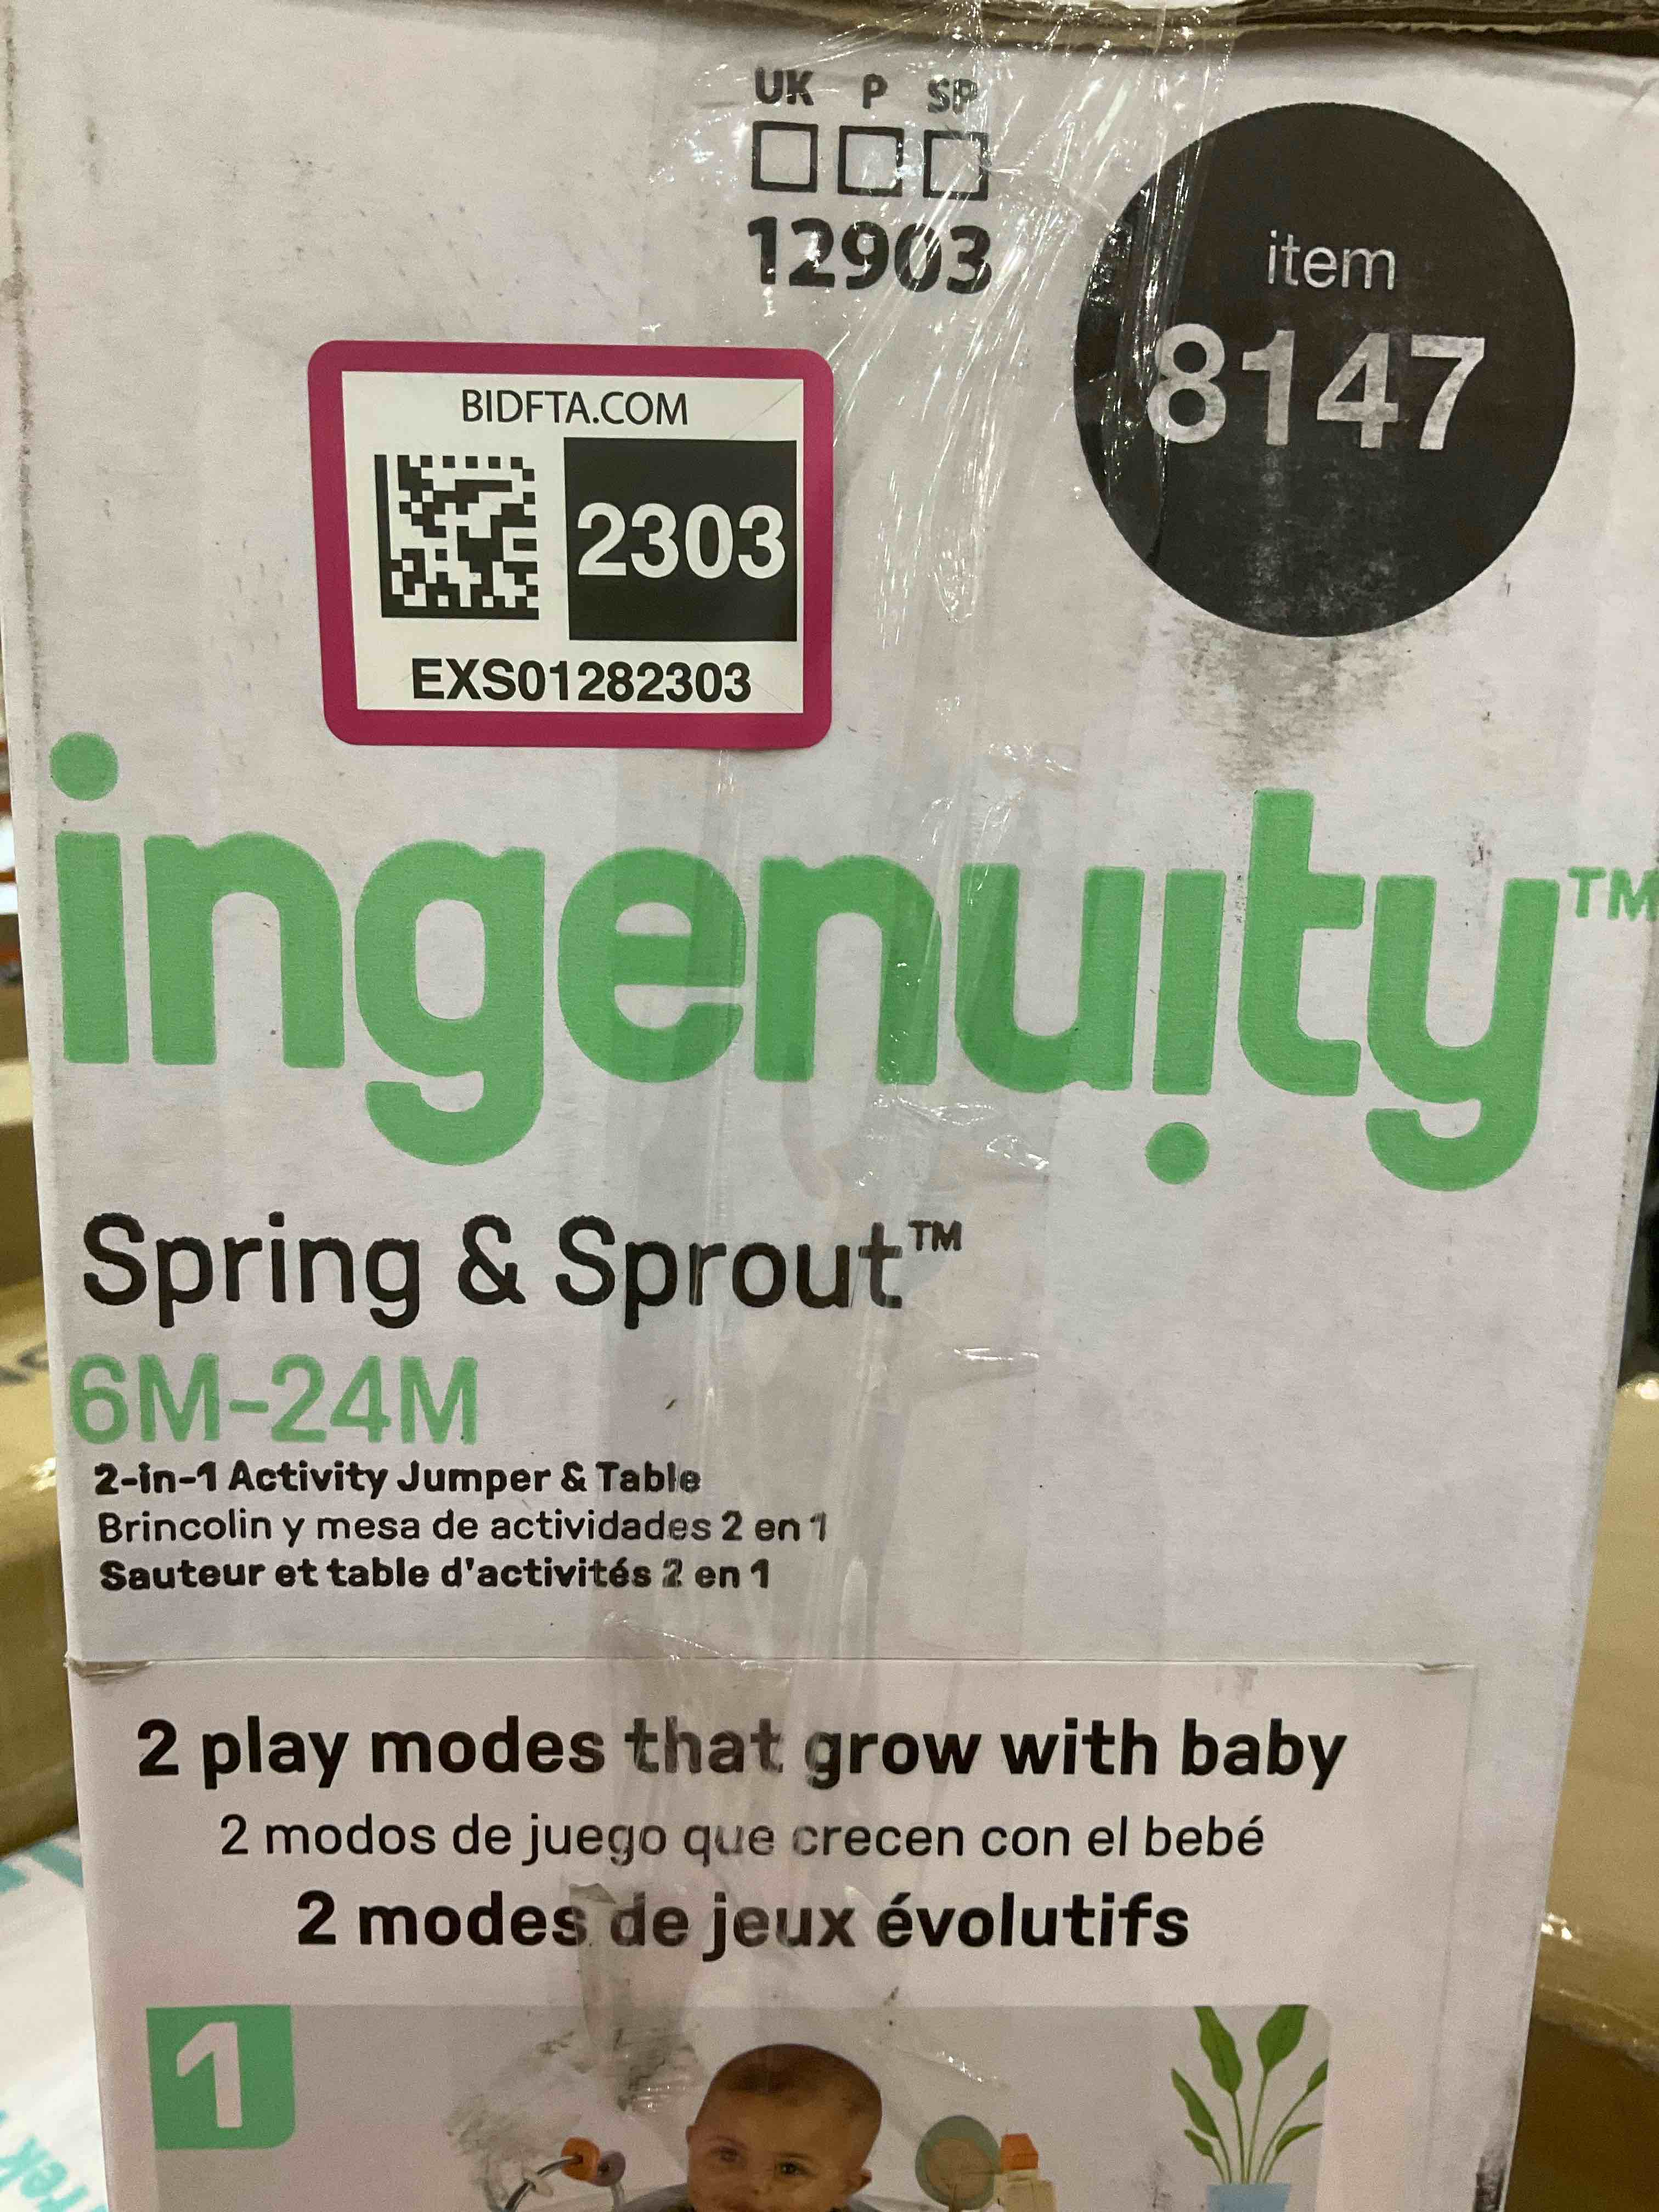 UK P SP
12903
item
8147
BIDFTA.COM
2303
EXS01282303
ingenuity™
Spring & Sprout™
6M-24M
2-in-1 Activity Jumper & Table
Brincolin y mesa de actividades 2 en 1
Sauteur et table d'activités 2 en 1
2 play modes that grow with baby
2 modos de juego que crecen con el bebé
2 modes de jeux évolutifs
1